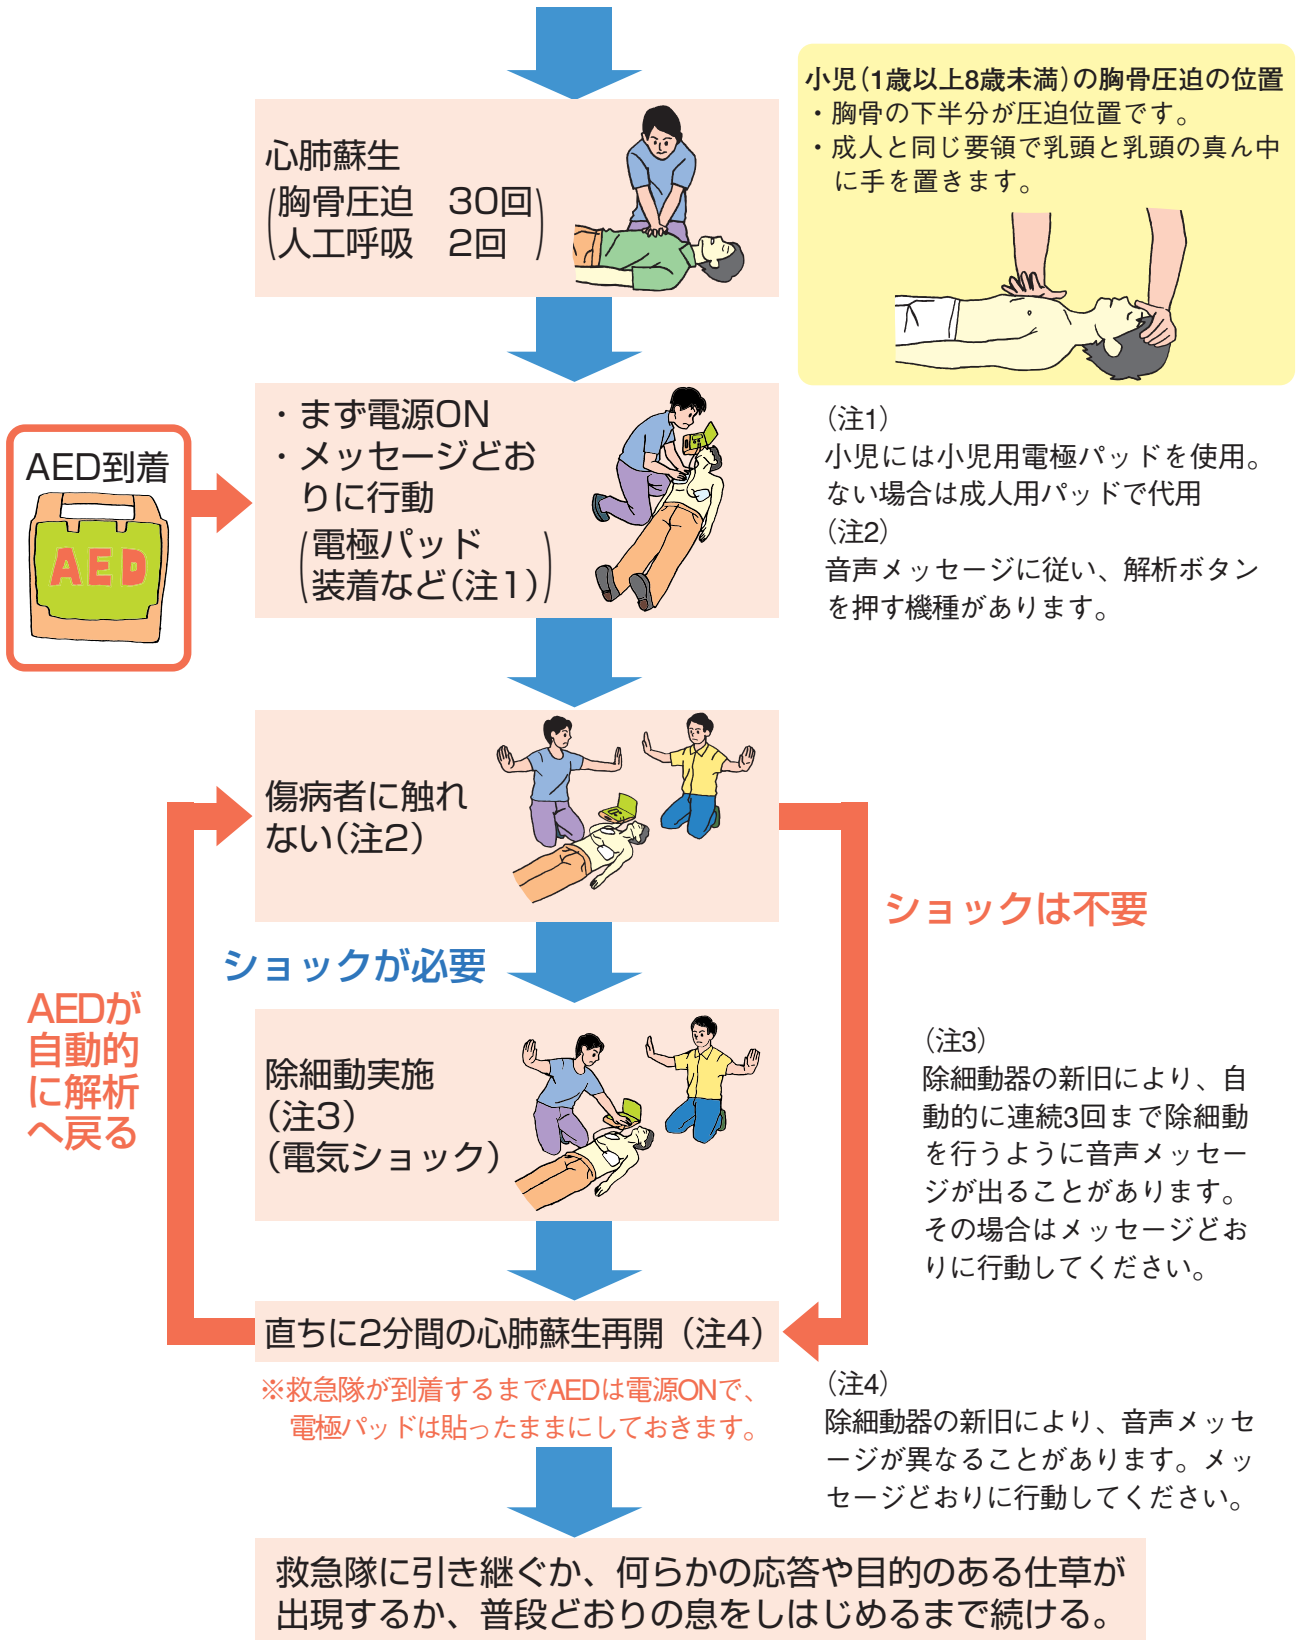 小児(1歳以上8歳未満)の胸骨圧迫の位置
・胸骨の下半分が圧迫位置です。
・成人と同じ要領で乳頭と乳頭の真ん中
に手を置きます。
心肺蘇生
(胸骨圧迫　30回)
(人工呼吸　2回)
AED到着
AED
・まず電源ON
・メッセージどお
りに行動
(電極パッド
装着など(注1))
(注1)
小児には小児用電極パッドを使用。
ない場合は成人用パッドで代用
(注2)
音声メッセージに従い、解析ボタン
を押す機種があります。
傷病者に触れ
ない(注2)
ショックは不要
ショックが必要
AEDが
自動的
に解析
へ戻る
除細動実施
(注3)
(電気ショック)
(注3)
除細動器の新旧により、自
動的に連続3回まで除細動
を行うように音声メッセー
ジが出ることがあります。
その場合はメッセージどお
りに行動してください。
直ちに2分間の心肺蘇生再開(注4)
※救急隊が到着するまでAEDは電源ONで、
電極パッドは貼ったままにしておきます。
(注4)
除細動器の新旧により、音声メッセ
ージが異なることがあります。メッ
セージどおりに行動してください。
救急隊に引き継ぐか、何らかの応答や目的のある仕草が
出現するか、普段どおりの息をしはじめるまで続ける。